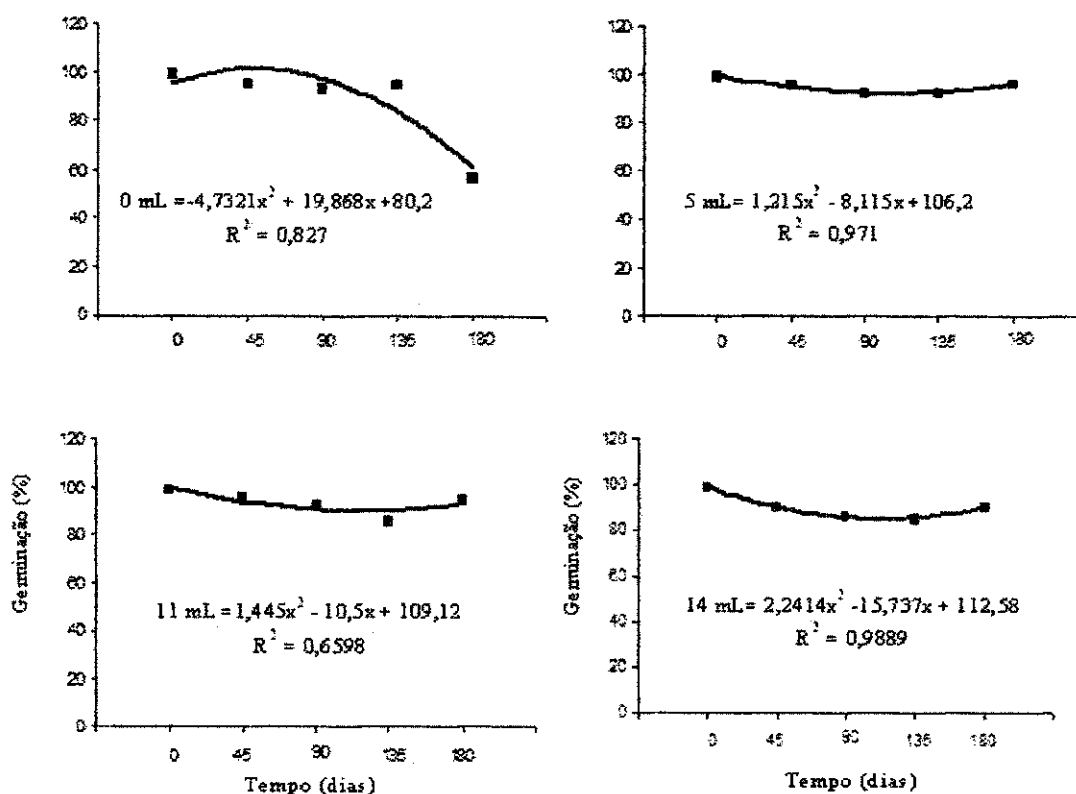 120
100
80
60
40
20
0
0 mL =-4,7321x² + 19,868x +80,2
R² = 0,827
0 45 90 135 180
120
100
80
60
40
20
0
5 mL= 1,215x² - 8,115x+106,2
R² = 0,971
0 45 90 135 180
Germinação (%)
120
100
80
60
40
20
0
11 mL = 1,445x² - 10,5x + 109,12
R² = 0,6598
0 45 90 135 180
Tempo (dias)
Germinação (%)
120
100
80
60
40
20
0
14 mL= 2,2414x² -15,737x + 112,58
R² = 0,9889
0 45 90 135 180
Tempo (dias)